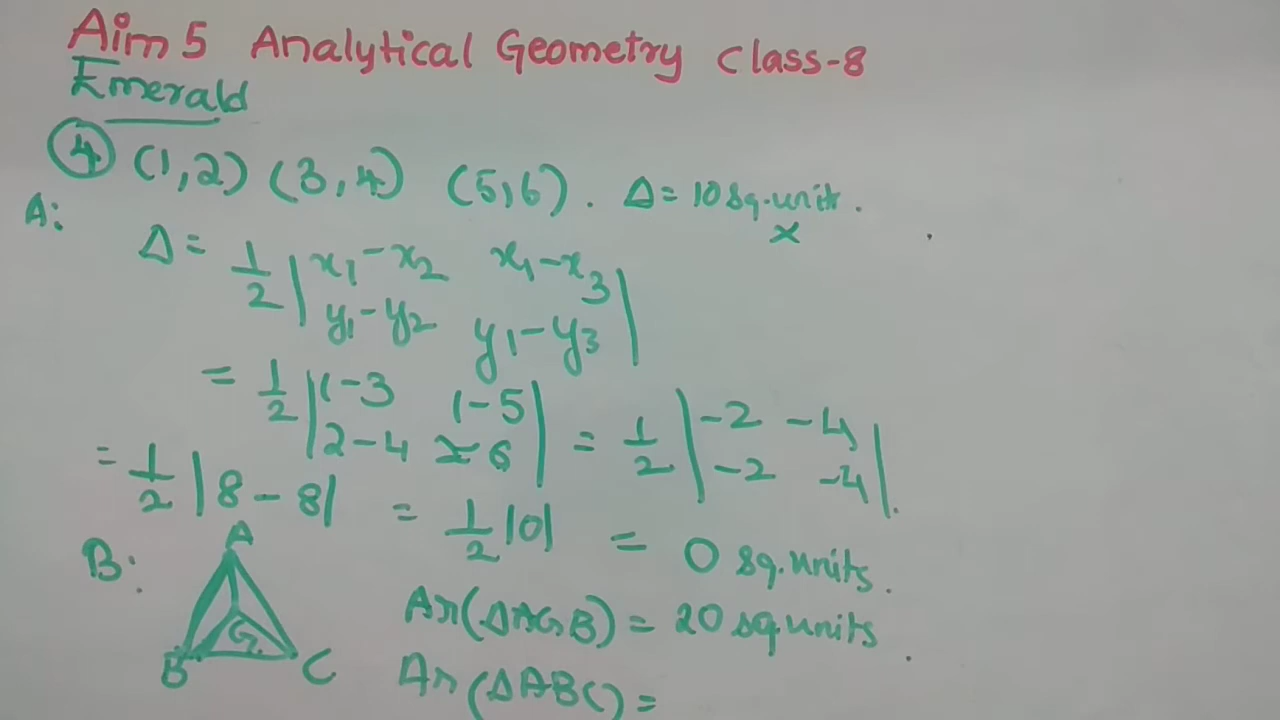 Aim 5 Analytical Geometry class-8
Emerald
④ (1,2) (3,4) (5,6). Δ = 10 sq.units.
×
A:
Δ = 1/2 | x₁-x₂ x₁-x₃ |
| y₁-y₂ y₁-y₃ |
= 1/2 | 1-3 1-5 | = 1/2 | -2 -4 |
| 2-4 2-6 | | -2 -4 |.
= 1/2 |8-8| = 1/2 |0| = 0 sq.units.
B:
A
G
B C
Ar(ΔAGB) = 20 sq units
Ar(ΔABC) =